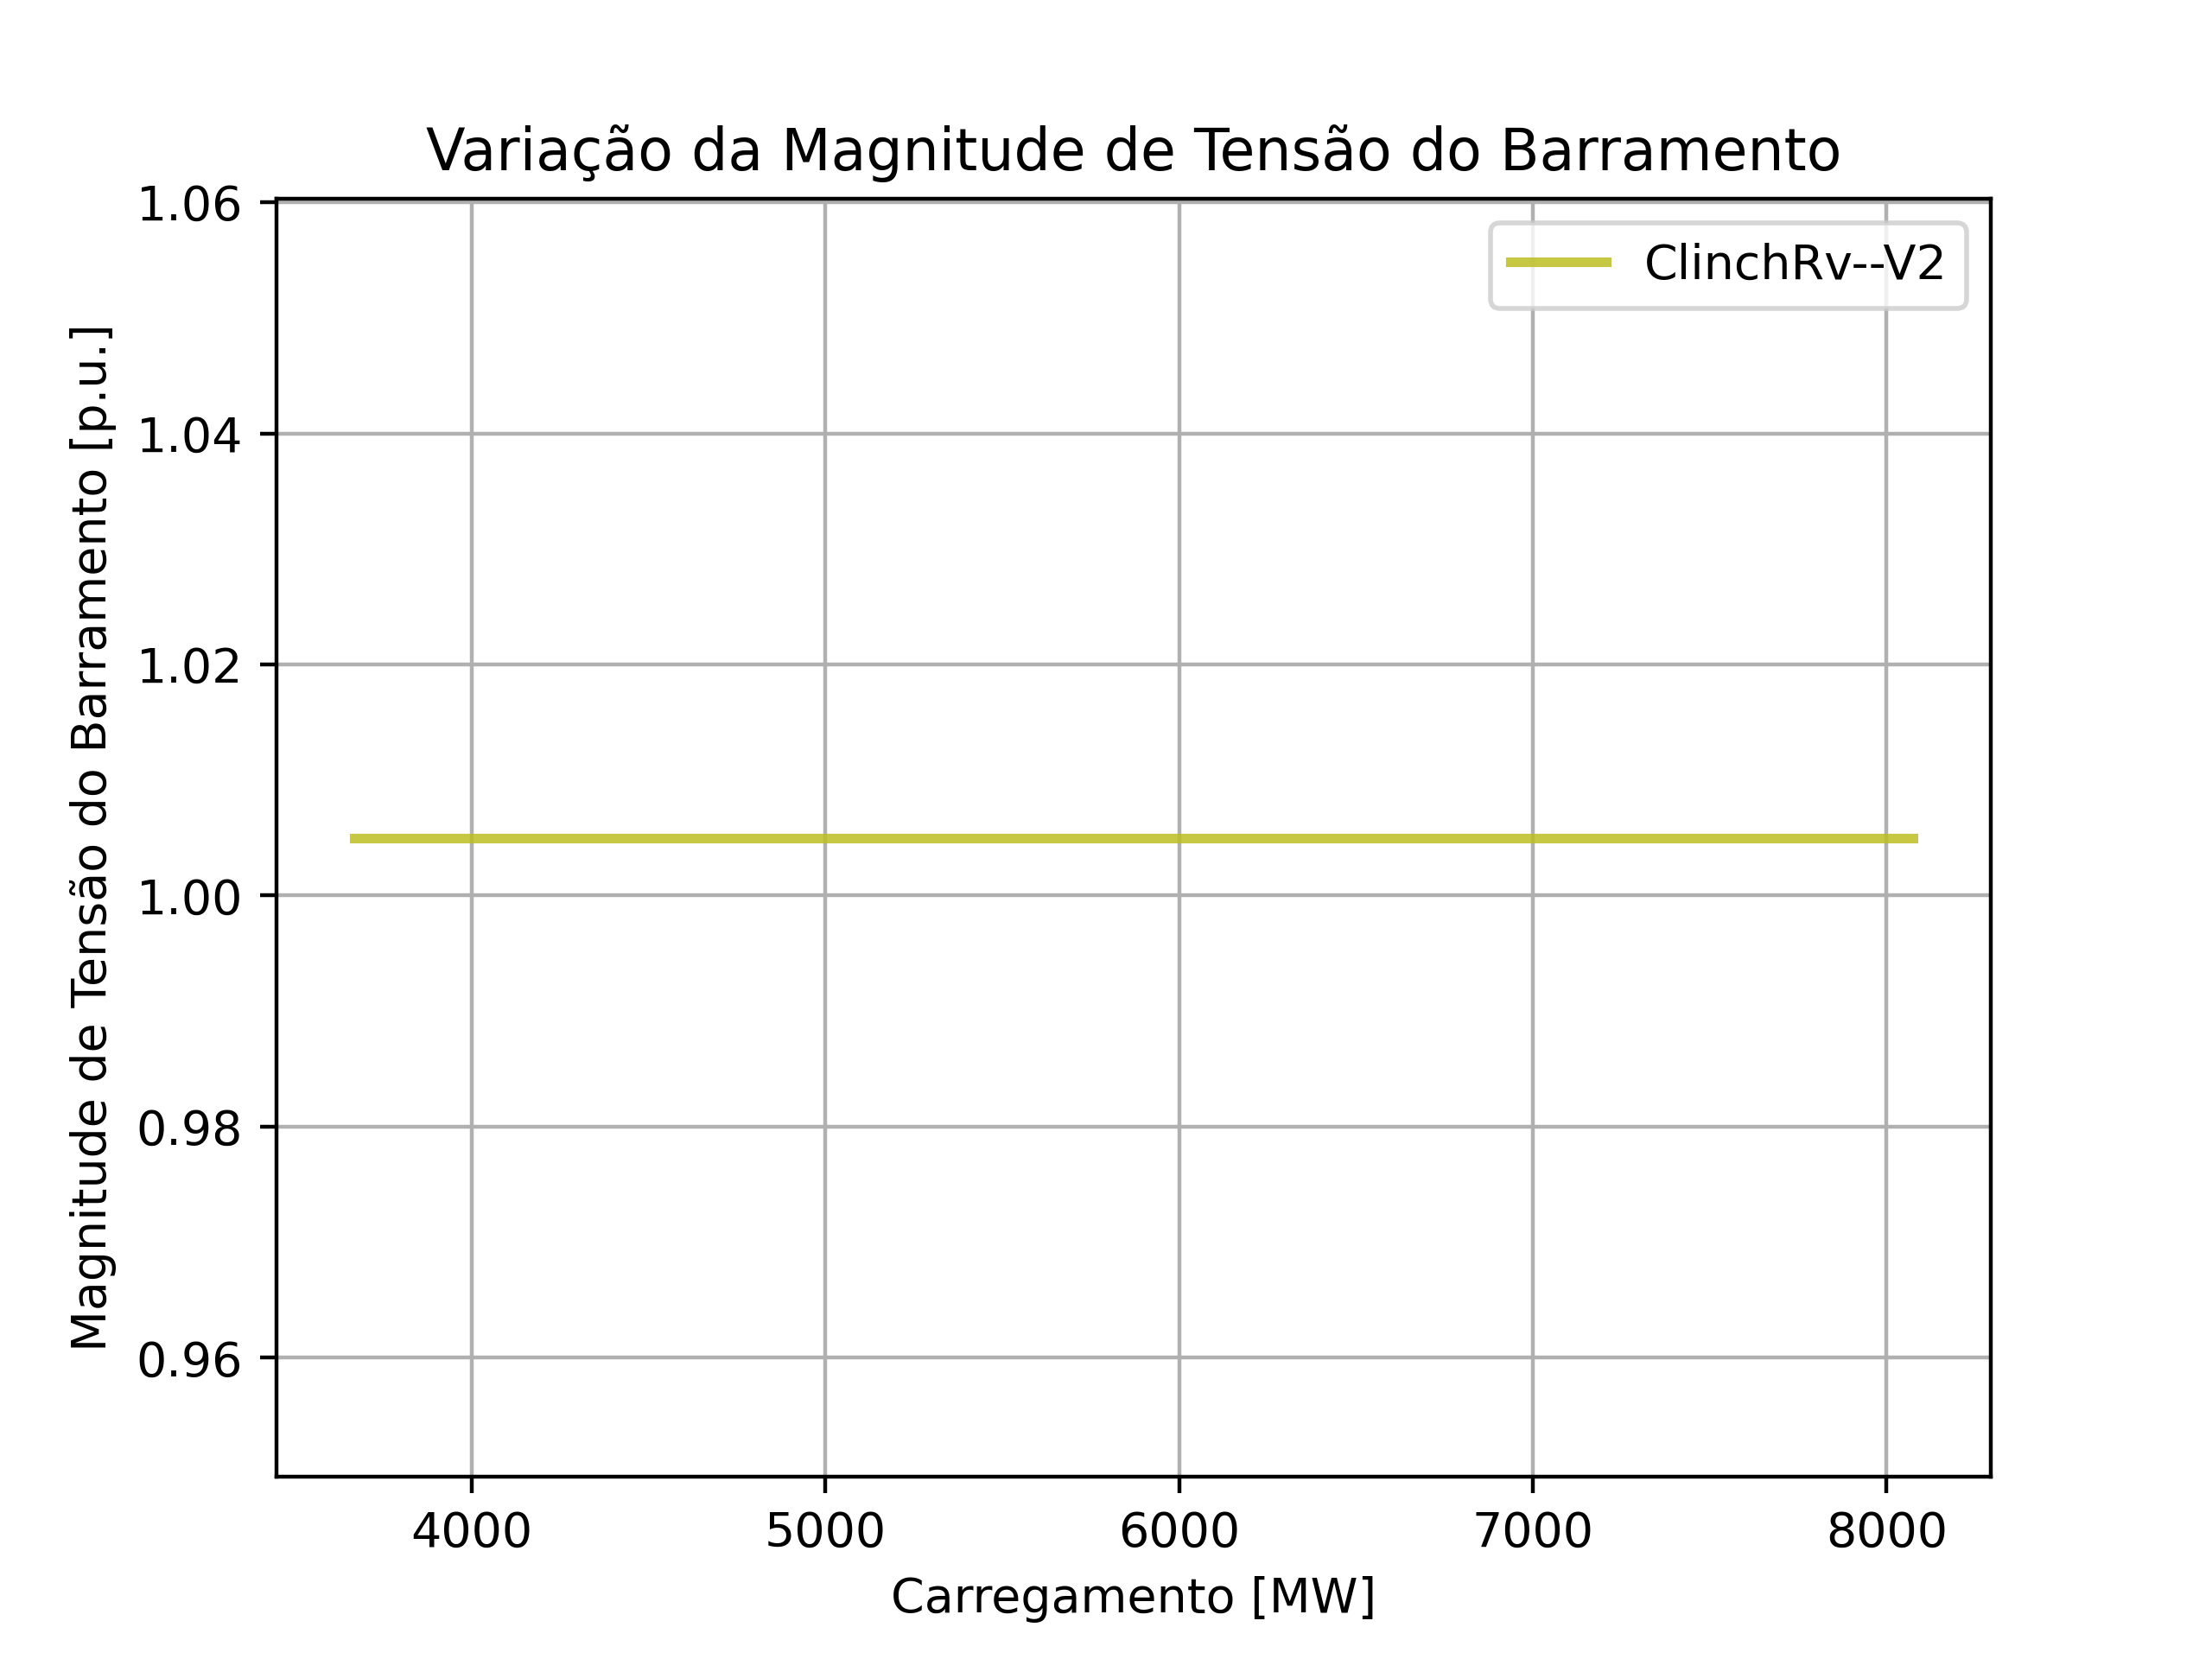 Variação da Magnitude de Tensão do Barramento
ClinchRv--V2
Magnitude de Tensão do Barramento [p.u.]
1.06
1.04
1.02
1.00
0.98
0.96
4000 5000 6000 7000 8000
Carregamento [MW]